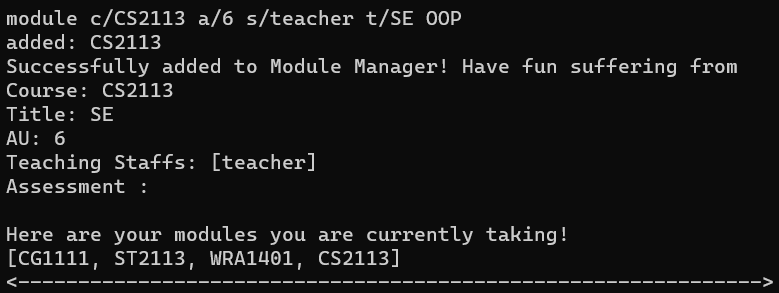 module c/CS2113 a/6 s/teacher t/SE OOP
added: CS2113
Successfully added to Module Manager! Have fun suffering from
Course: CS2113
Title: SE
AU: 6
Teaching Staffs: [teacher]
Assessment :
Here are your modules you are currently taking!
[CG1111, ST2113, WRA1401, CS2113]
<-------------------------------------------------------------->